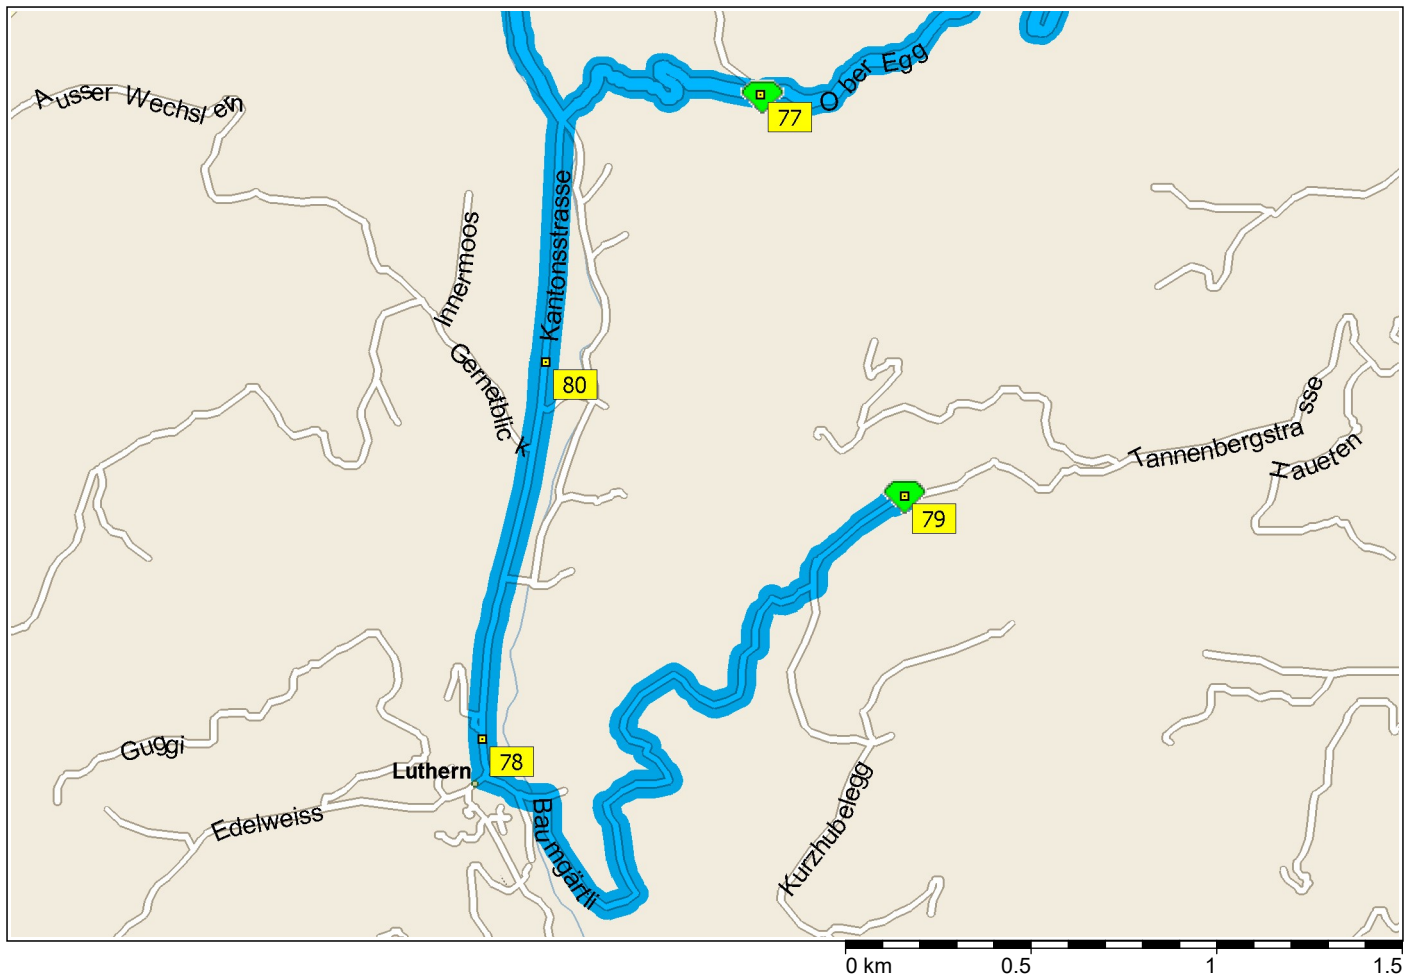 Ausser Wechslern
Ober Egg
77
Innermoos
Kantonsstrasse
80
Gernetblick
Tannenbergstrasse
Haueten
79
Guggi
78
Luthern
Edelweiss
Baumgärtli
Kurzhubelegg
0 km 0.5 1 1.5